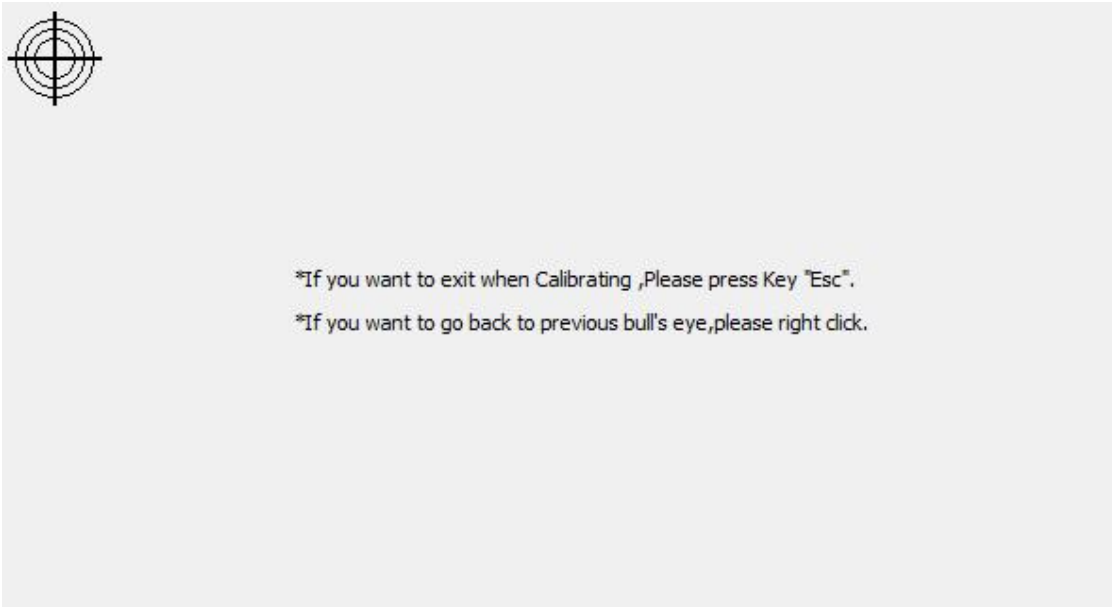 *If you want to exit when Calibrating ,Please press Key "Esc".
*If you want to go back to previous bull's eye,please right click.